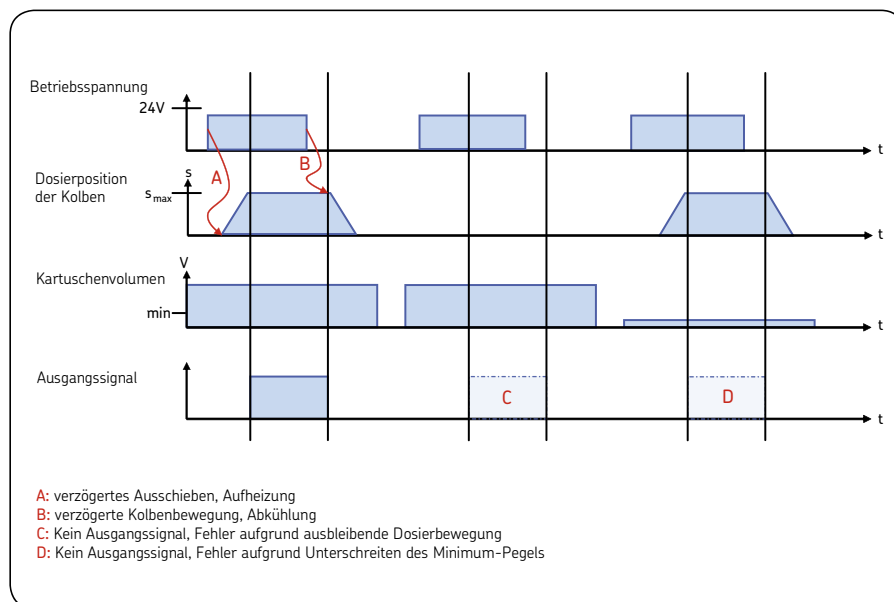 Betriebsspannung
24V
t
A
B
Dosierposition
der Kolben
s
s max
t
Kartuschenvolumen
V
min
t
Ausgangssignal
C
D
t
A: verzögertes Ausschieben, Aufheizung
B: verzögerte Kolbenbewegung, Abkühlung
C: Kein Ausgangssignal, Fehler aufgrund ausbleibende Dosierbewegung
D: Kein Ausgangssignal, Fehler aufgrund Unterschreiten des Minimum-Pegels